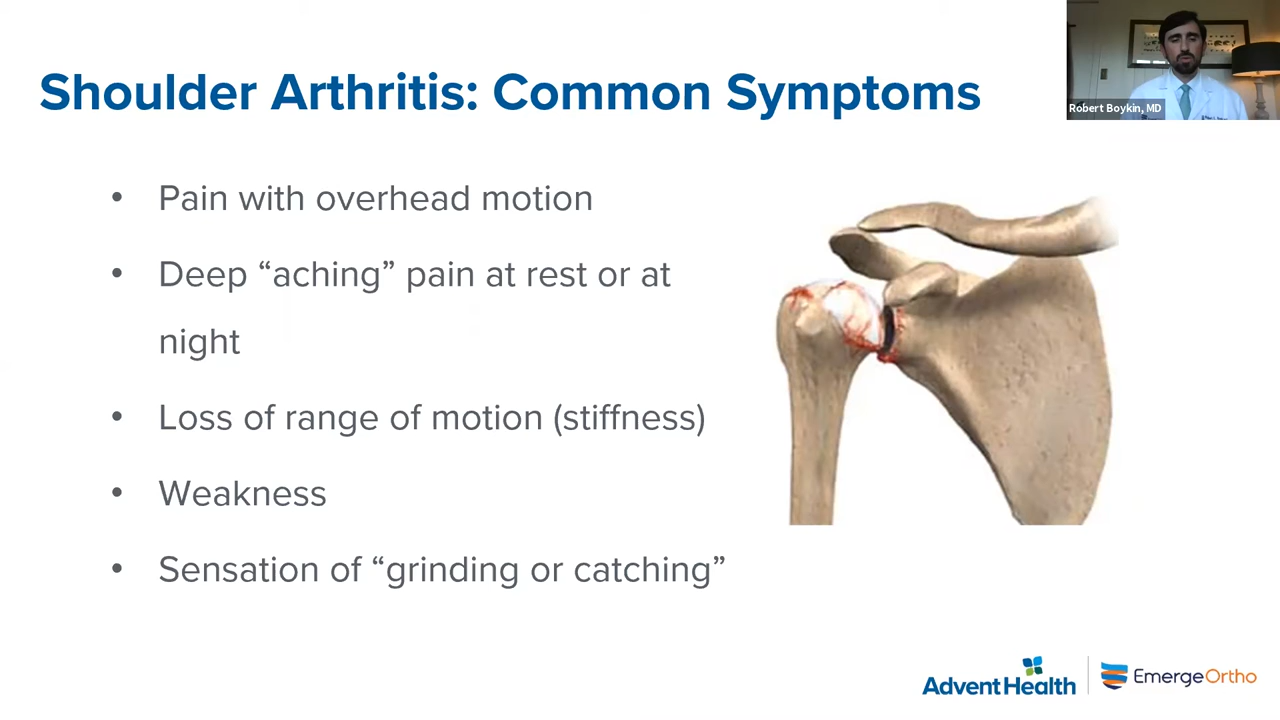 Shoulder Arthritis: Common Symptoms
Robert Boykin, MD
• Pain with overhead motion
• Deep “aching” pain at rest or at
night
• Loss of range of motion (stiffness)
• Weakness
• Sensation of “grinding or catching”
AdventHealth
EmergeOrtho